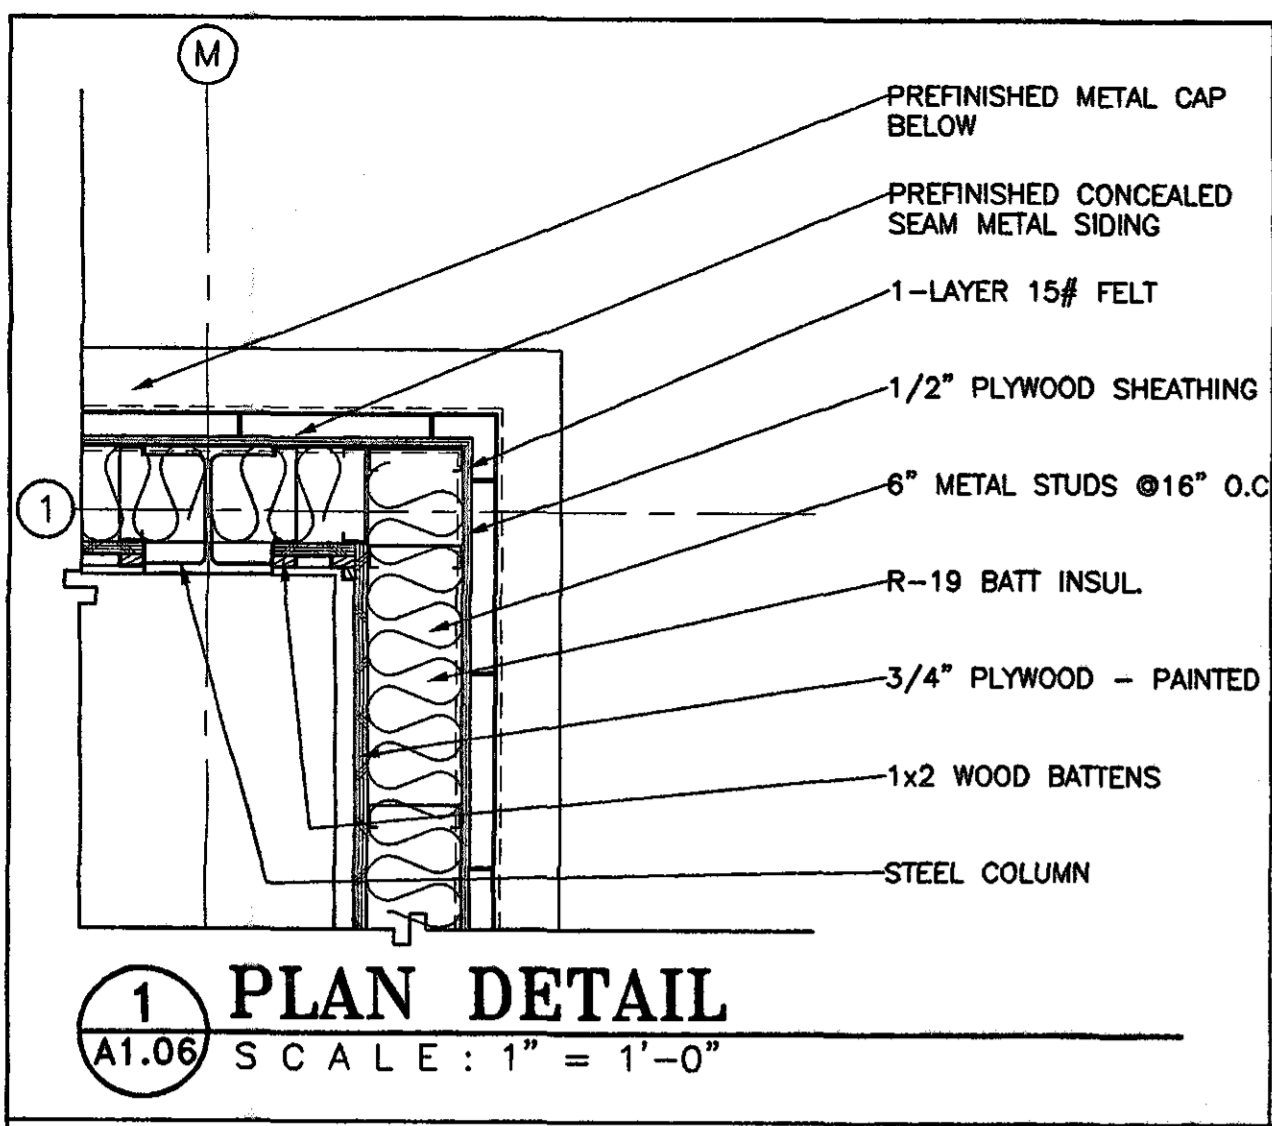 M
PREFINISHED METAL CAP
BELOW
PREFINISHED CONCEALED
SEAM METAL SIDING
1-LAYER 15# FELT
1/2" PLYWOOD SHEATHING
1
6" METAL STUDS @16" O.C
R-19 BATT INSUL.
3/4" PLYWOOD - PAINTED
1x2 WOOD BATTENS
STEEL COLUMN
1
A1.06
PLAN DETAIL
SCALE: 1" = 1'-0"